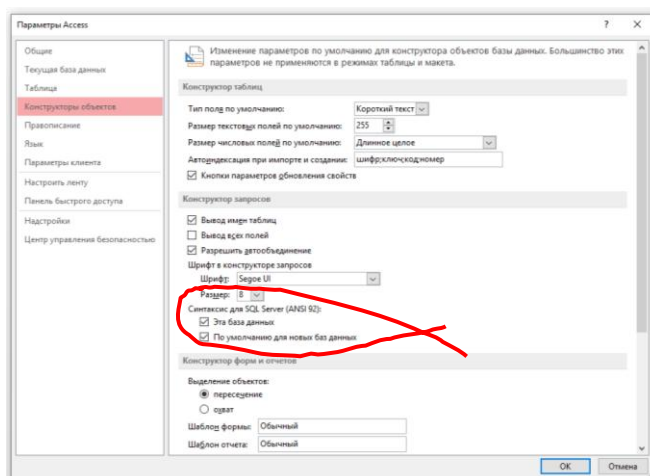 Параметры Access
Общие
Текущая база данных
Таблица
Конструкторы объектов
Правописание
Язык
Параметры клиента
Настроить ленту
Панель быстрого доступа
Надстройки
Центр управления безопасностью
Изменение параметров по умолчанию для конструктора объектов базы данных. Большинство этих
параметров не применяются в режимах таблицы и макета.
Конструктор таблиц
Тип поля по умолчанию: Короткий текст
Размер текстовых полей по умолчанию: 255
Размер числовых полей по умолчанию: Длинное целое
Автоиндексация при импорте и создании: шифр;ключ;код;номер
Кнопки параметров обновления свойств
Конструктор запросов
Вывод имен таблиц
Вывод всех полей
Разрешить автообъединение
Шрифт в конструкторе запросов
Шрифт: Segoe UI
Размер: 8
Синтаксис для SQL Server (ANSI 92):
Эта база данных
По умолчанию для новых баз данных
Конструктор форм и отчетов
Выделение объектов:
пересечение
охват
Шаблон формы: Обычный
Шаблон отчета: Обычный
ОК Отмена